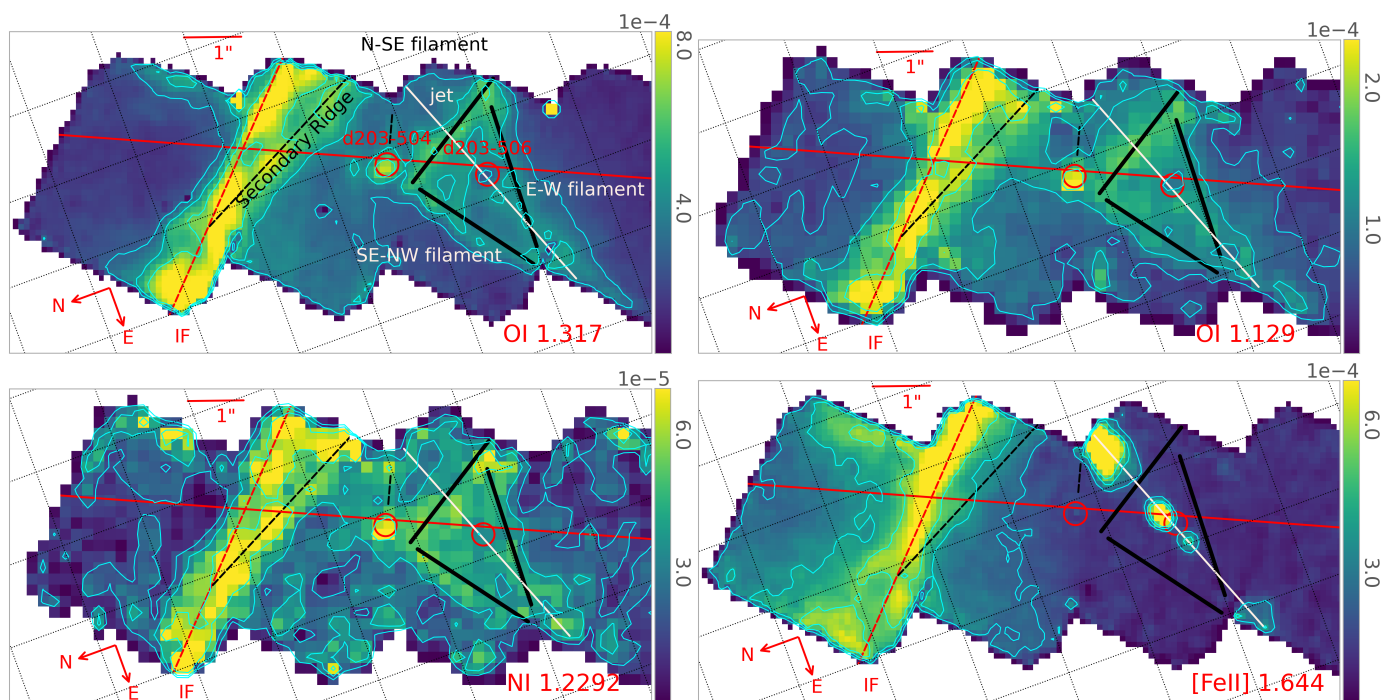 1e−4
N-SE filament
1"
8.0
jet
d203-504
d203-506
Secondary Ridge
4.0
E-W filament
SE-NW filament
N
E
IF
OI 1.317
1e−4
1"
2.0
1.0
N
E
IF
OI 1.129
1e−5
1"
6.0
3.0
N
E
IF
NI 1.2292
1e−4
1"
6.0
3.0
N
E
IF
[FeII] 1.644